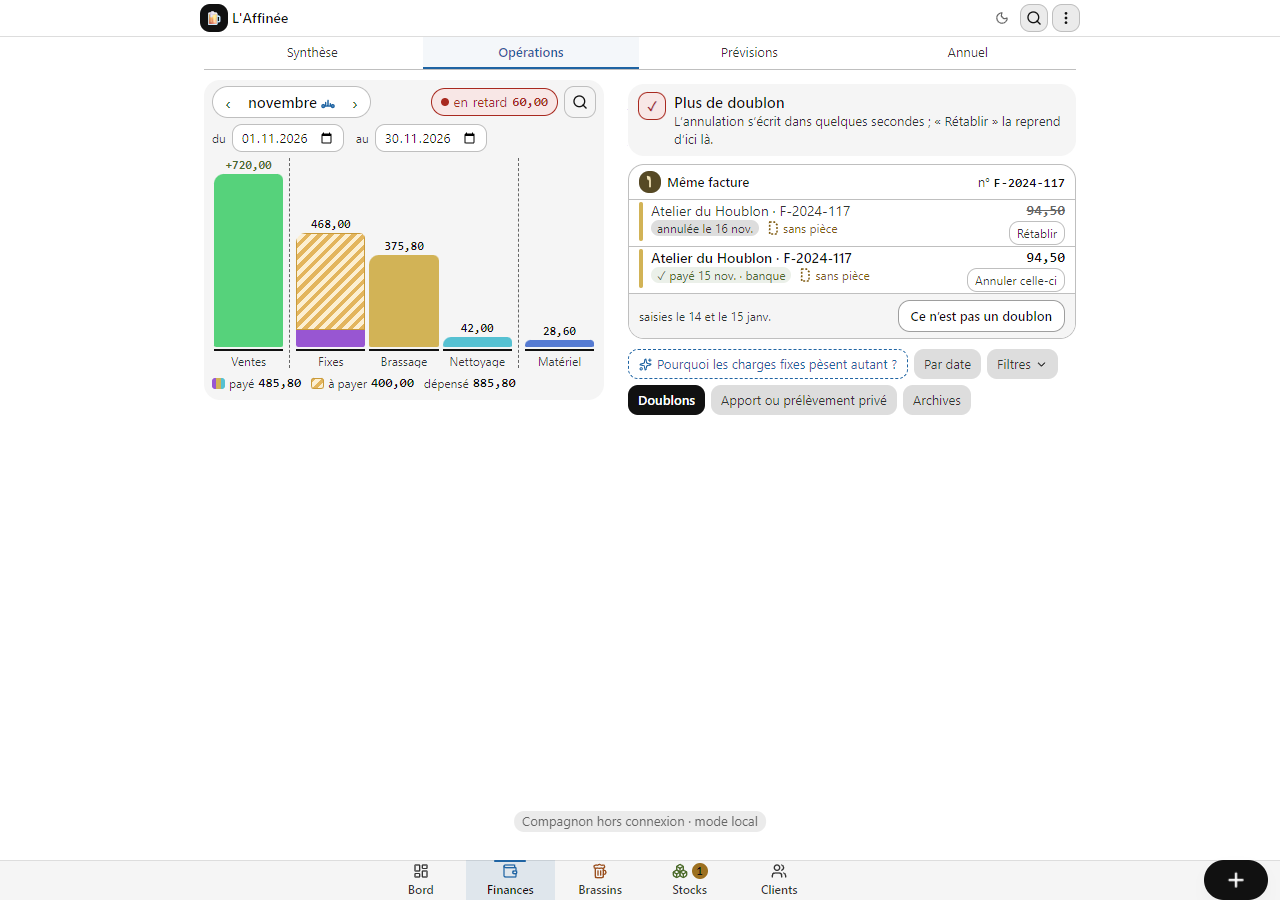 L'Affinée
Synthèse
Opérations
Prévisions
Annuel
‹ novembre ›
en retard 60,00
du 01.11.2026 au 30.11.2026
+720,00
468,00
375,80
42,00
28,60
Ventes
Fixes
Brassage
Nettoyage
Matériel
payé 485,80 à payer 400,00 dépensé 885,80
✓ Plus de doublon
L’annulation s’écrit dans quelques secondes ; « Rétablir » la reprend
d’ici là.
Même facture
n° F-2024-117
Atelier du Houblon · F-2024-117
94,50
annulée le 16 nov.
sans pièce
Rétablir
Atelier du Houblon · F-2024-117
94,50
✓ payé 15 nov. · banque
sans pièce
Annuler celle-ci
saisies le 14 et le 15 janv.
Ce n’est pas un doublon
Pourquoi les charges fixes pèsent autant ?
Par date
Filtres
Doublons
Apport ou prélèvement privé
Archives
Compagnon hors connexion · mode local
Bord
Finances
Brassins
1
Stocks
Clients